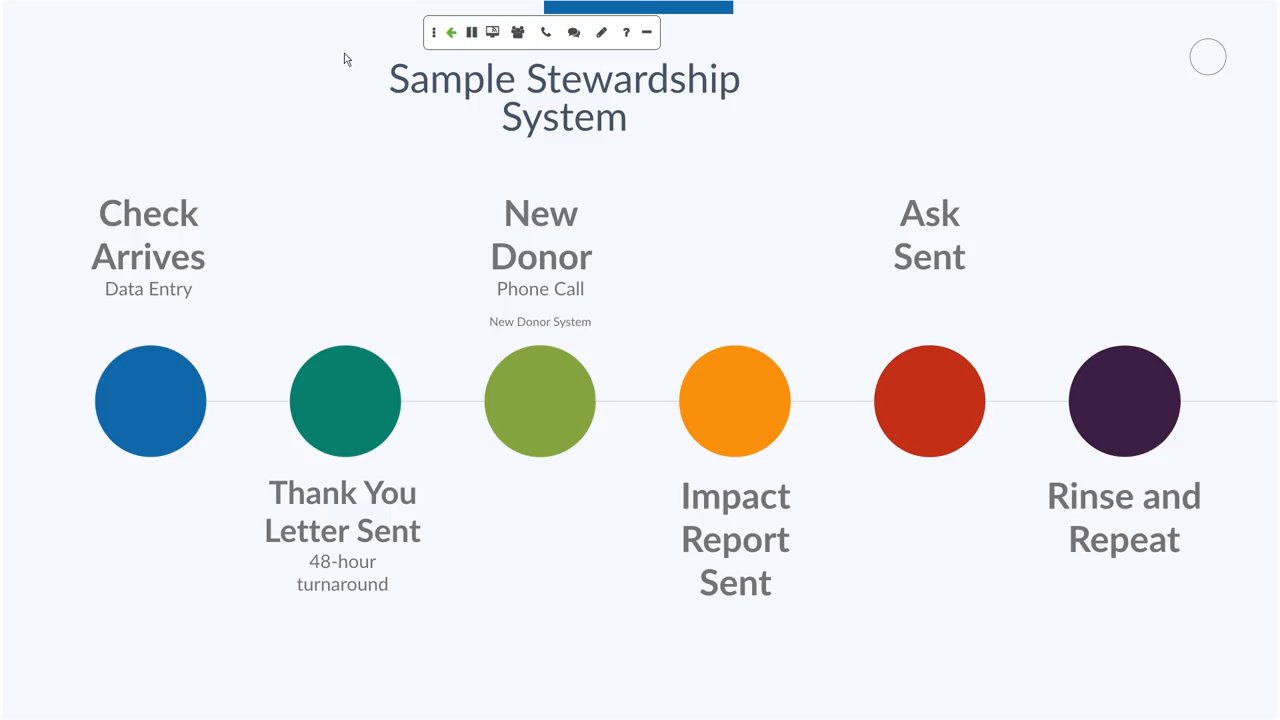 Sample Stewardship
System
Check
Arrives
Data Entry
Thank You
Letter Sent
48-hour
turnaround
New
Donor
Phone Call
New Donor System
Impact
Report
Sent
Ask
Sent
Rinse and
Repeat